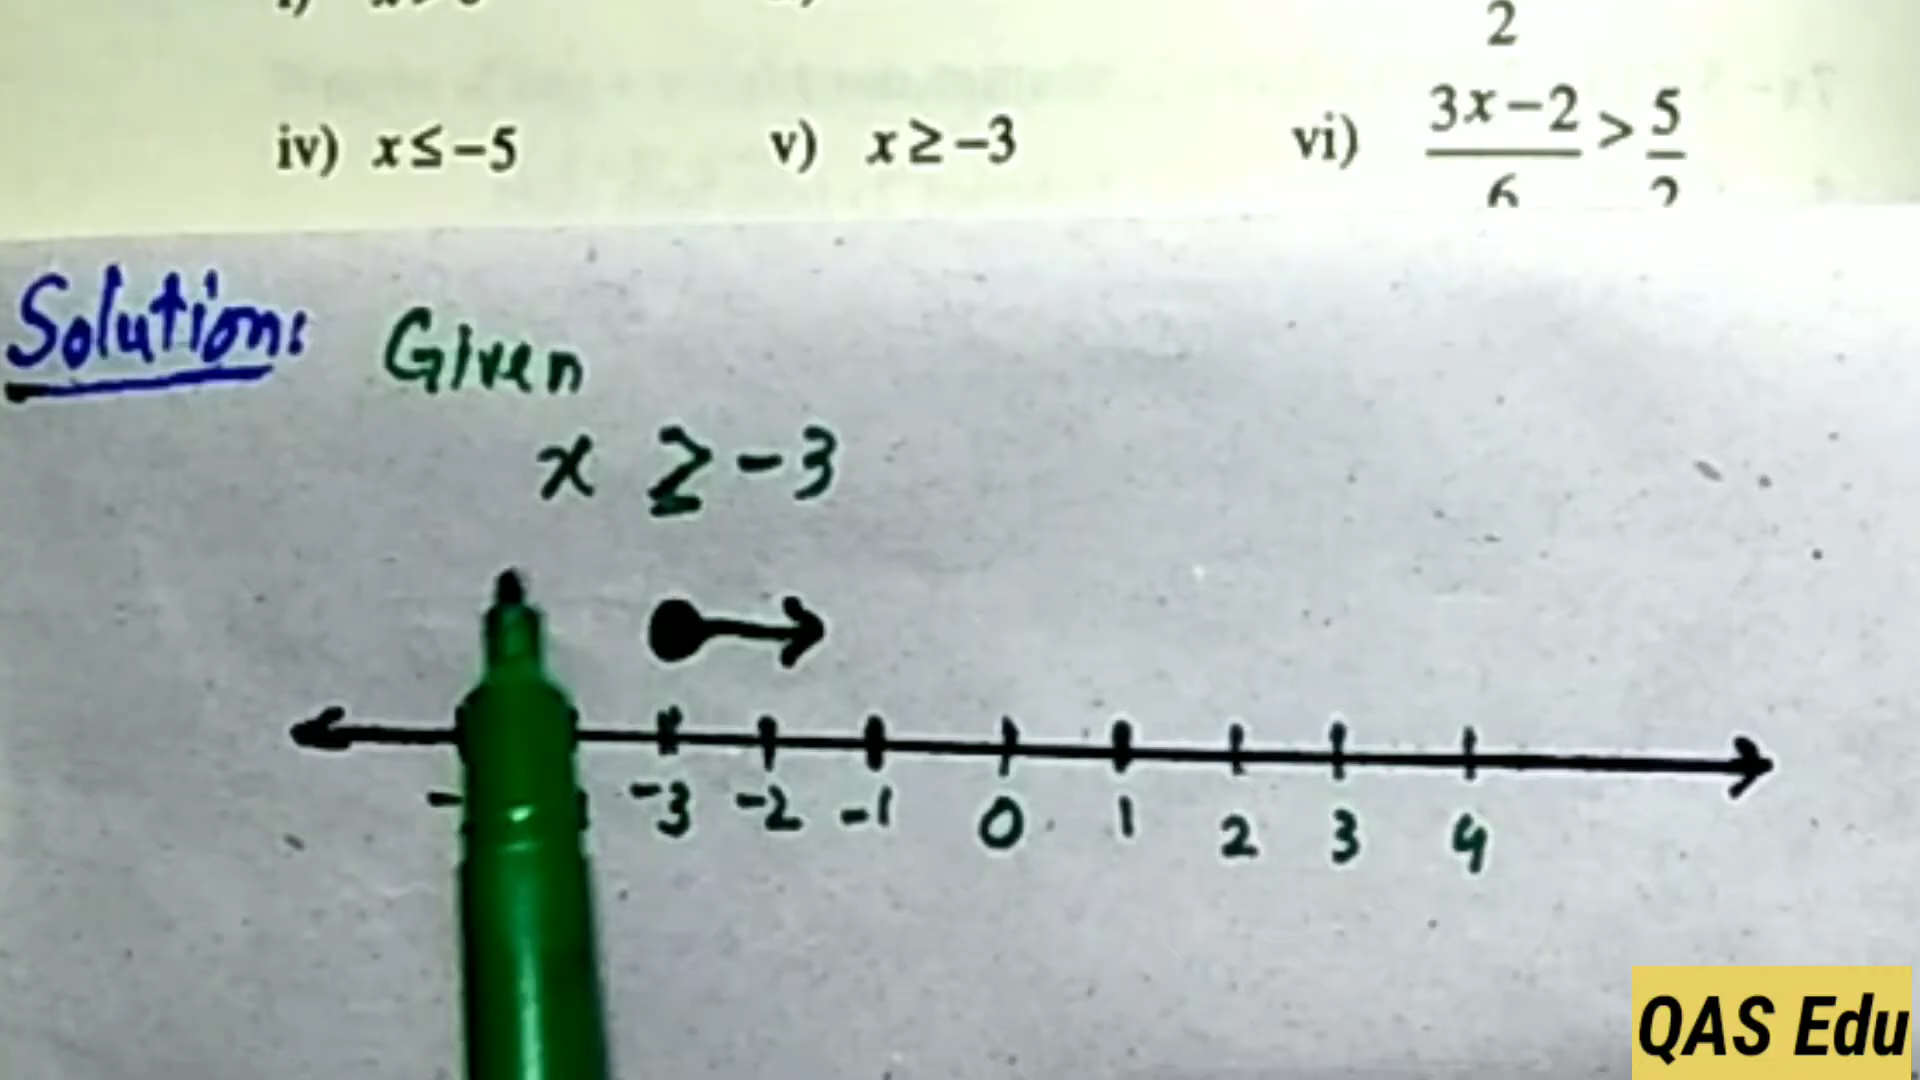 2
iv) x≤-5 v) x≥-3 vi) 3x-2/6 > 5/2
Solution: Given
x ≥ -3
-3 -2 -1 0 1 2 3 4
QAS Edu